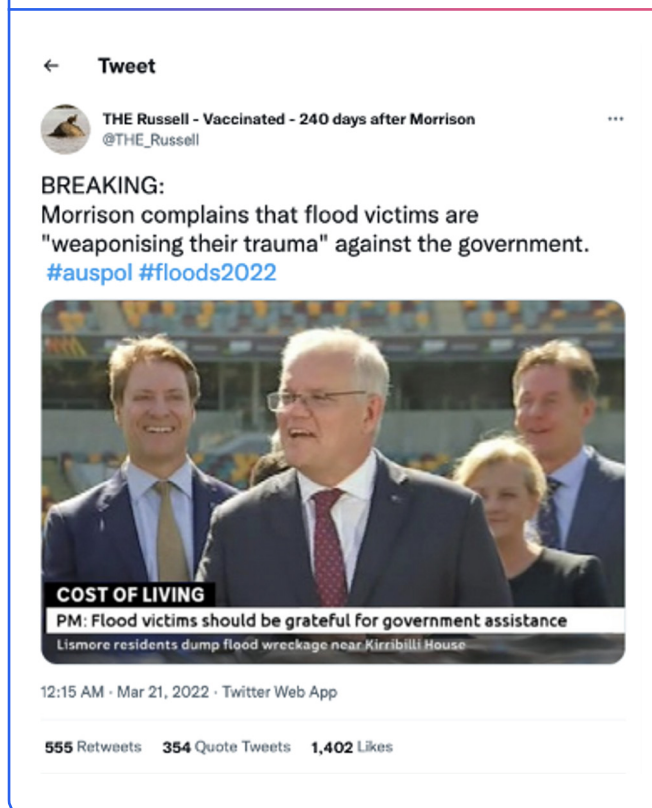 Tweet
THE Russell - Vaccinated - 240 days after Morrison
@THE_Russell
BREAKING:
Morrison complains that flood victims are
"weaponising their trauma" against the government.
#auspol #floods2022
COST OF LIVING
PM: Flood victims should be grateful for government assistance
Lismore residents dump flood wreckage near Kirribilli House
12:15 AM · Mar 21, 2022 · Twitter Web App
555 Retweets 354 Quote Tweets 1,402 Likes